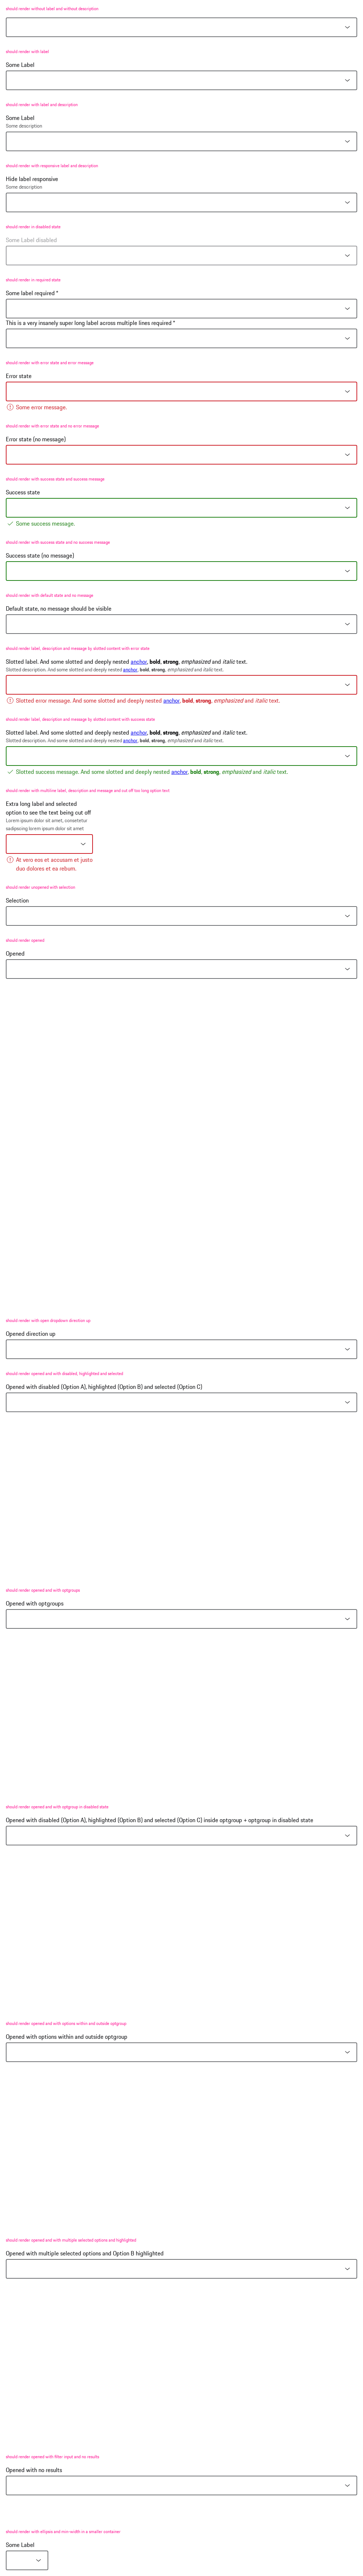 should render without label and without description
should render with label
Some Label
should render with label and description
Some Label
Some description
should render with responsive label and description
Hide label responsive
Some description
should render in disabled state
Some Label disabled
should render in required state
Some label required *
This is a very insanely super long label across multiple lines required *
should render with error state and error message
Error state
Some error message.
should render with error state and no error message
Error state (no message)
should render with success state and success message
Success state
Some success message.
should render with success state and no success message
Success state (no message)
should render with default state and no message
Default state, no message should be visible
should render label, description and message by slotted content with error state
Slotted label. And some slotted and deeply nested anchor, bold, strong, emphasized and italic text.
Slotted description. And some slotted and deeply nested anchor, bold, strong, emphasized and italic text.
Slotted error message. And some slotted and deeply nested anchor, bold, strong, emphasized and italic text.
should render label, description and message by slotted content with success state
Slotted label. And some slotted and deeply nested anchor, bold, strong, emphasized and italic text.
Slotted description. And some slotted and deeply nested anchor, bold, strong, emphasized and italic text.
Slotted success message. And some slotted and deeply nested anchor, bold, strong, emphasized and italic text.
should render with multiline label, description and message and cut off too long option text
Extra long label and selected
option to see the text being cut off
Lorem ipsum dolor sit amet, consetetur
sadipscing lorem ipsum dolor sit amet
At vero eos et accusam et justo
duo dolores et ea rebum.
should render unopened with selection
Selection
should render opened
Opened
should render with open dropdown direction up
Opened direction up
should render opened and with disabled, highlighted and selected
Opened with disabled (Option A), highlighted (Option B) and selected (Option C)
should render opened and with optgroups
Opened with optgroups
should render opened and with optgroup in disabled state
Opened with disabled (Option A), highlighted (Option B) and selected (Option C) inside optgroup + optgroup in disabled state
should render opened and with options within and outside optgroup
Opened with options within and outside optgroup
should render opened and with multiple selected options and highlighted
Opened with multiple selected options and Option B highlighted
should render opened with filter input and no results
Opened with no results
should render with ellipsis and min-width in a smaller container
Some Label